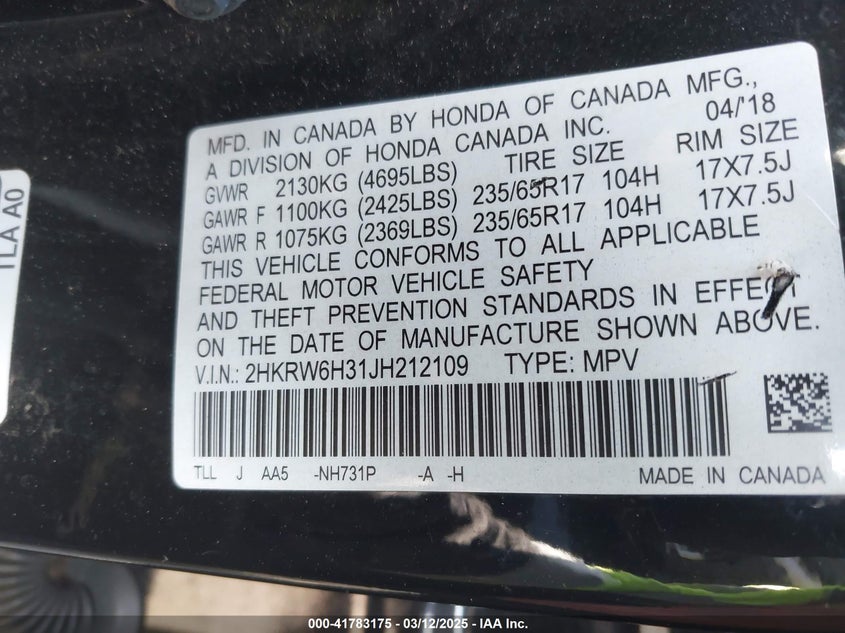 MFD. IN CANADA BY HONDA OF CANADA MFG.,
A DIVISION OF HONDA CANADA INC. 04/'18
GVWR 2130KG (4695LBS) TIRE SIZE RIM SIZE
GAWR F 1100KG (2425LBS) 235/65R17 104H 17X7.5J
GAWR R 1075KG (2369LBS) 235/65R17 104H 17X7.5J
THIS VEHICLE CONFORMS TO ALL APPLICABLE
FEDERAL MOTOR VEHICLE SAFETY
AND THEFT PREVENTION STANDARDS IN EFFECT
ON THE DATE OF MANUFACTURE SHOWN ABOVE.
V.I.N.: 2HKRW6H31JH212109 TYPE: MPV
TLL J AA5 -NH731P -A -H MADE IN CANADA
TLA A0
000-41783175 - 03/12/2025 - IAA Inc.